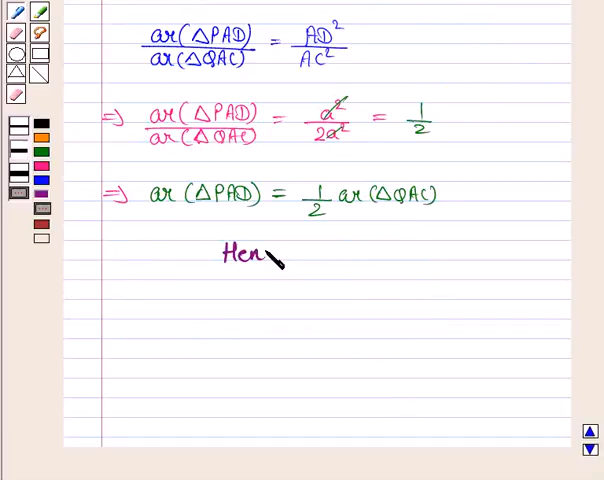 ar(△PAD)/ar(△QAC) = AD²/AC²
⇒ ar(△PAD)/ar(△QAC) = a²/2a² = 1/2
⇒ ar(△PAD) = 1/2 ar(△QAC)
Hen